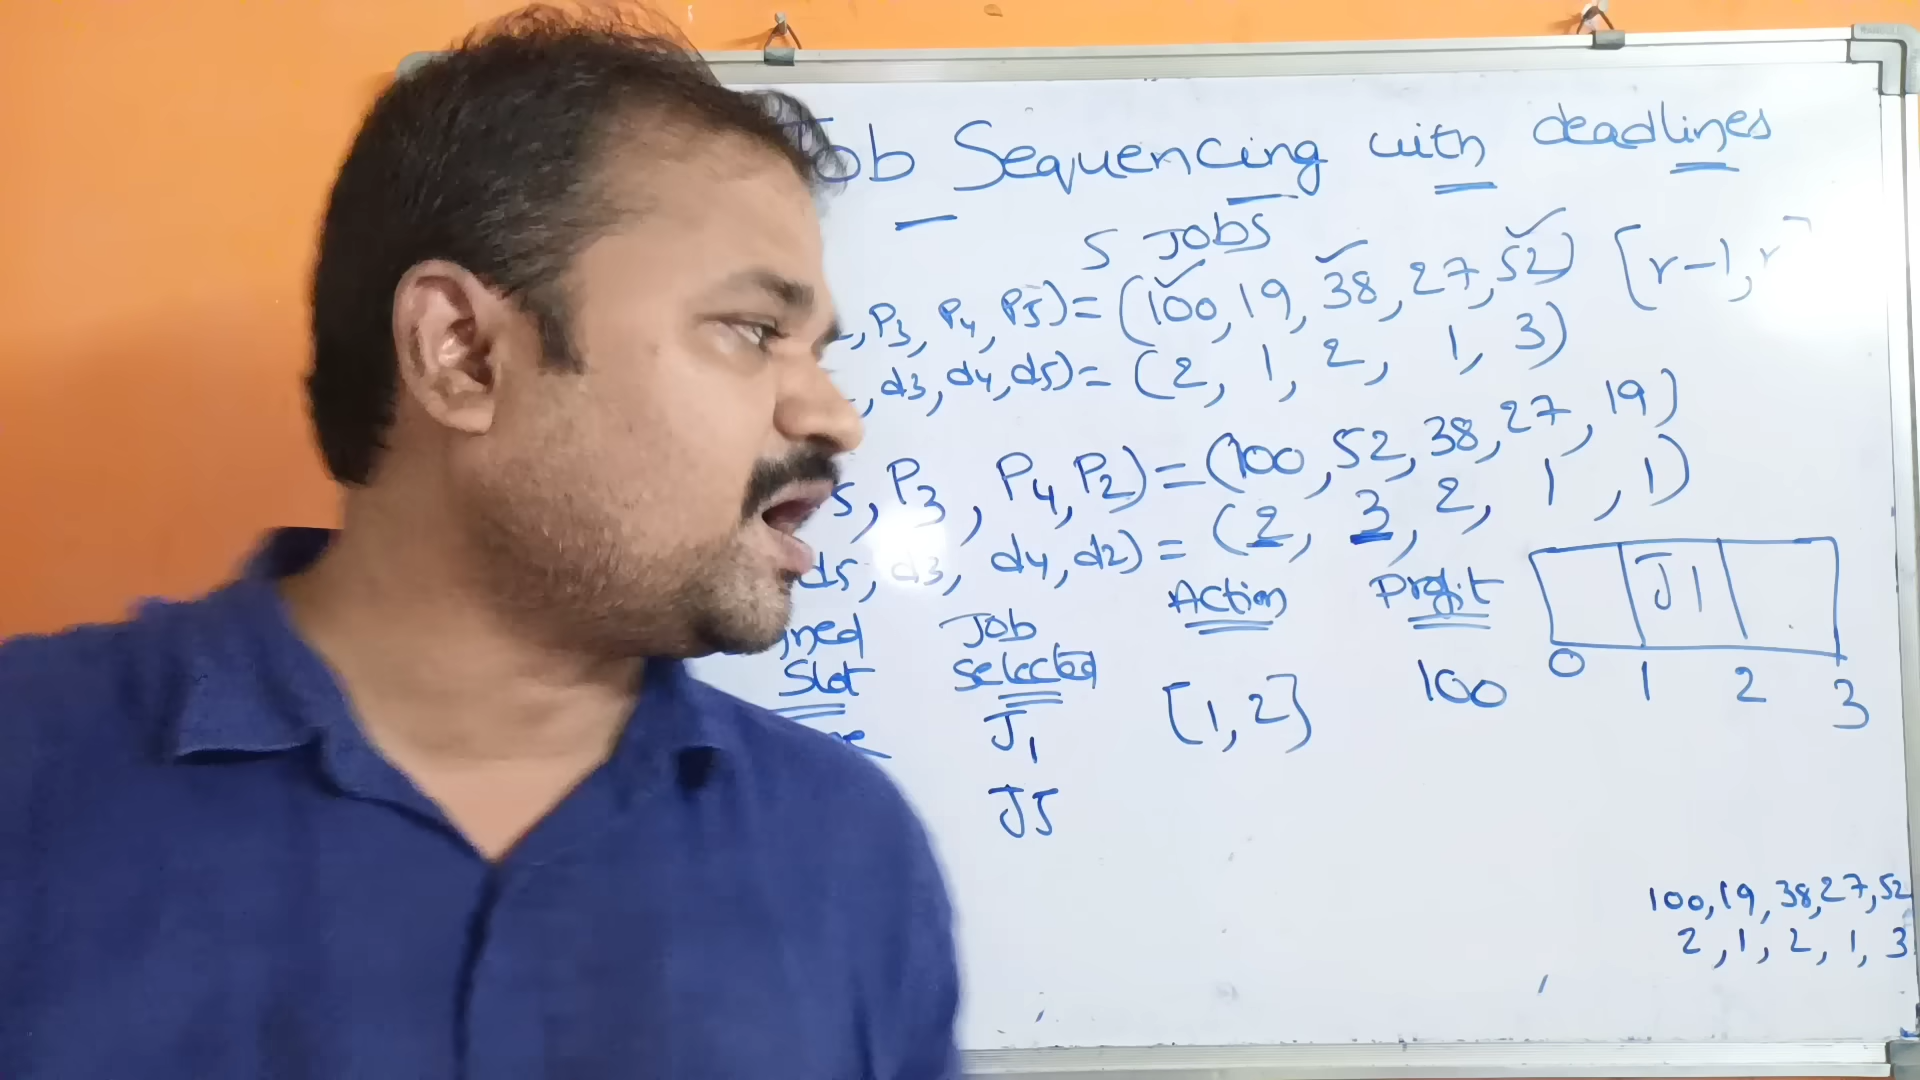 Job Sequencing with deadlines
5 Jobs
, P3, P4, P5) = (100, 19, 38, 27, 52) [r-1, r
, d3, d4, d5) = (2, 1, 2, 1, 3)
5, P3, P4, P2) = (100, 52, 38, 27, 19)
d5, d3, d4, d2) = (2, 3, 2, 1, 1)
Slot Job selected Action Profit
J1
0 1 2 3
J1 [1, 2] 100
J5
100, 19, 38, 27, 52
2, 1, 2, 1, 3